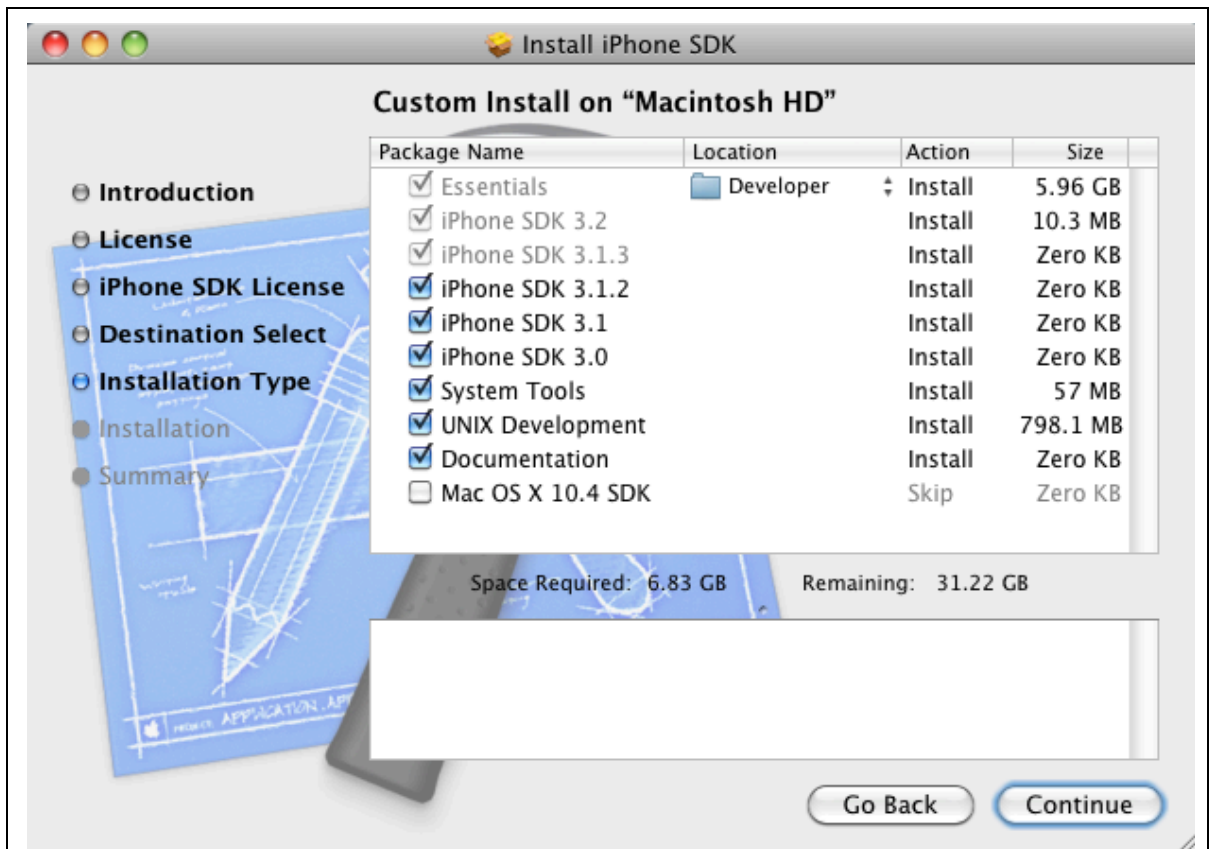 Install iPhone SDK
Custom Install on “Macintosh HD”
Introduction
License
iPhone SDK License
Destination Select
Installation Type
Installation
Summary
Package Name Location Action Size
Essentials Developer Install 5.96 GB
iPhone SDK 3.2 Install 10.3 MB
iPhone SDK 3.1.3 Install Zero KB
iPhone SDK 3.1.2 Install Zero KB
iPhone SDK 3.1 Install Zero KB
iPhone SDK 3.0 Install Zero KB
System Tools Install 57 MB
UNIX Development Install 798.1 MB
Documentation Install Zero KB
Mac OS X 10.4 SDK Skip Zero KB
Space Required: 6.83 GB Remaining: 31.22 GB
APPLICATION.APP
Go Back Continue